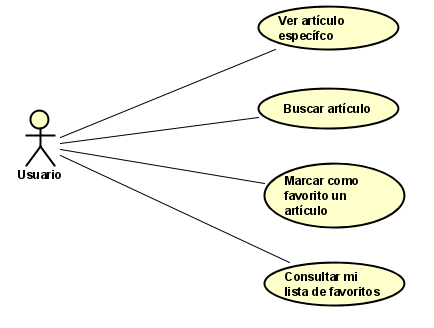 Ver artículo
específco
Buscar artículo
Usuario
Marcar como
favorito un
artículo
Consultar mi
lista de favoritos